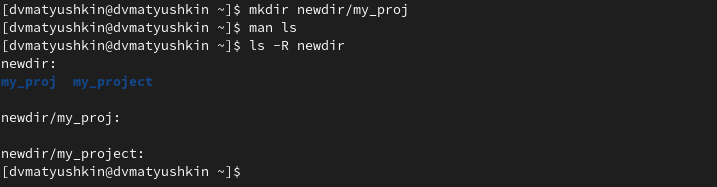 [dvmatyushkin@dvmatyushkin ~]$ mkdir newdir/my_proj
[dvmatyushkin@dvmatyushkin ~]$ man ls
[dvmatyushkin@dvmatyushkin ~]$ ls -R newdir
newdir:
my_proj  my_project
newdir/my_proj:
newdir/my_project:
[dvmatyushkin@dvmatyushkin ~]$